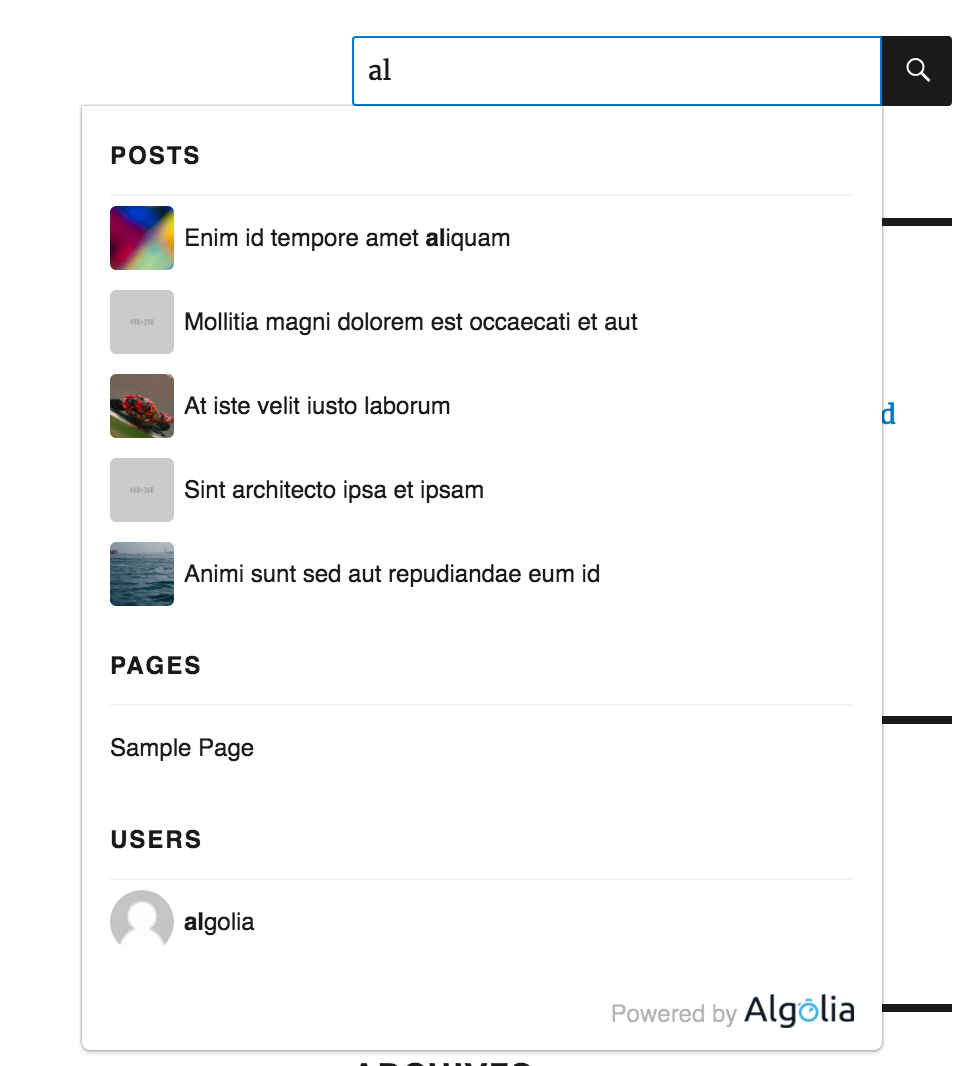 al
POSTS
Enim id tempore amet aliquam
Mollitia magni dolorem est occaecati et aut
At iste velit iusto laborum
d
Sint architecto ipsa et ipsam
Animi sunt sed aut repudiandae eum id
PAGES
Sample Page
USERS
algolia
Powered by Algolia
ARCHIVES